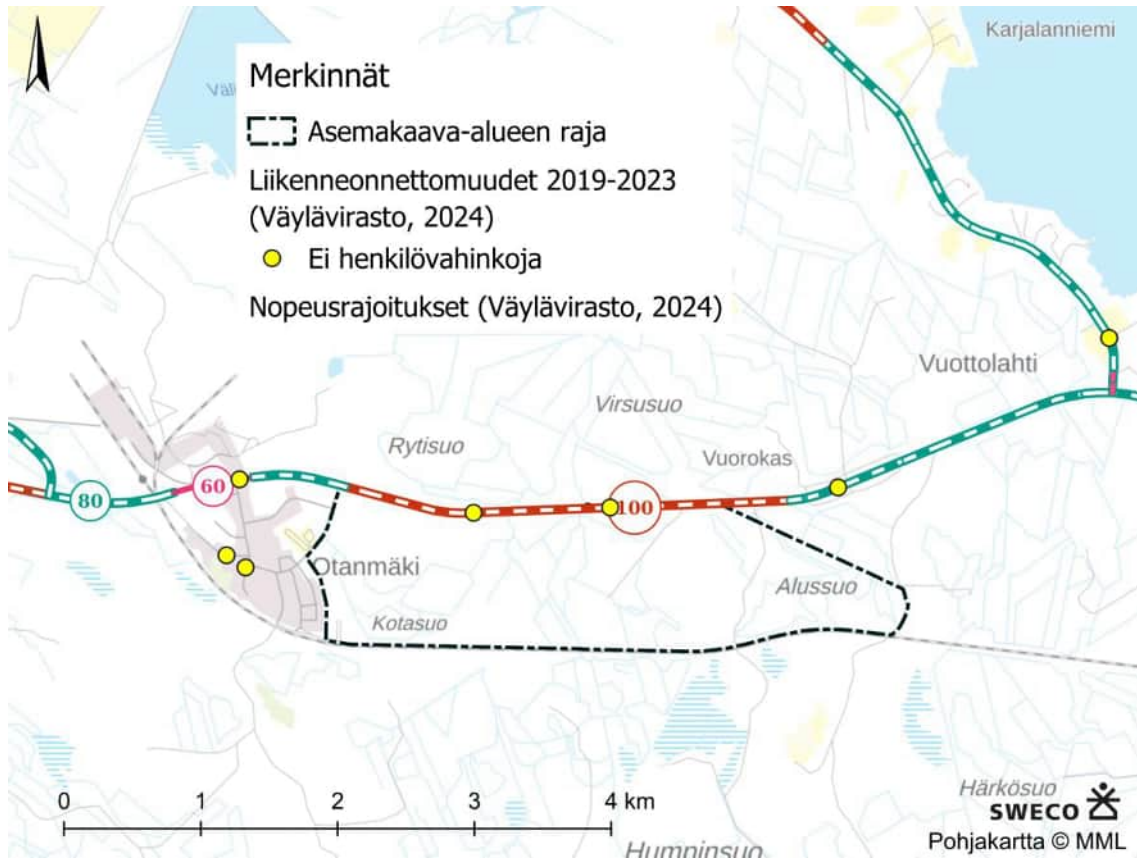 Karjalanniemi
Väli
Merkinnät
Asemakaava-alueen raja
Liikenneonnettomuudet 2019-2023
(Väylävirasto, 2024)
Ei henkilövahinkoja
Nopeusrajoitukset (Väylävirasto, 2024)
Vuottolahti
Virsusuo
Rytisuo
Vuorokas
80
60
100
Otanmäki
Alussuo
Kotasuo
0 1 2 3 4 km
Härkösuo
SWECO
Pohjakartta © MML
Humpinsuo